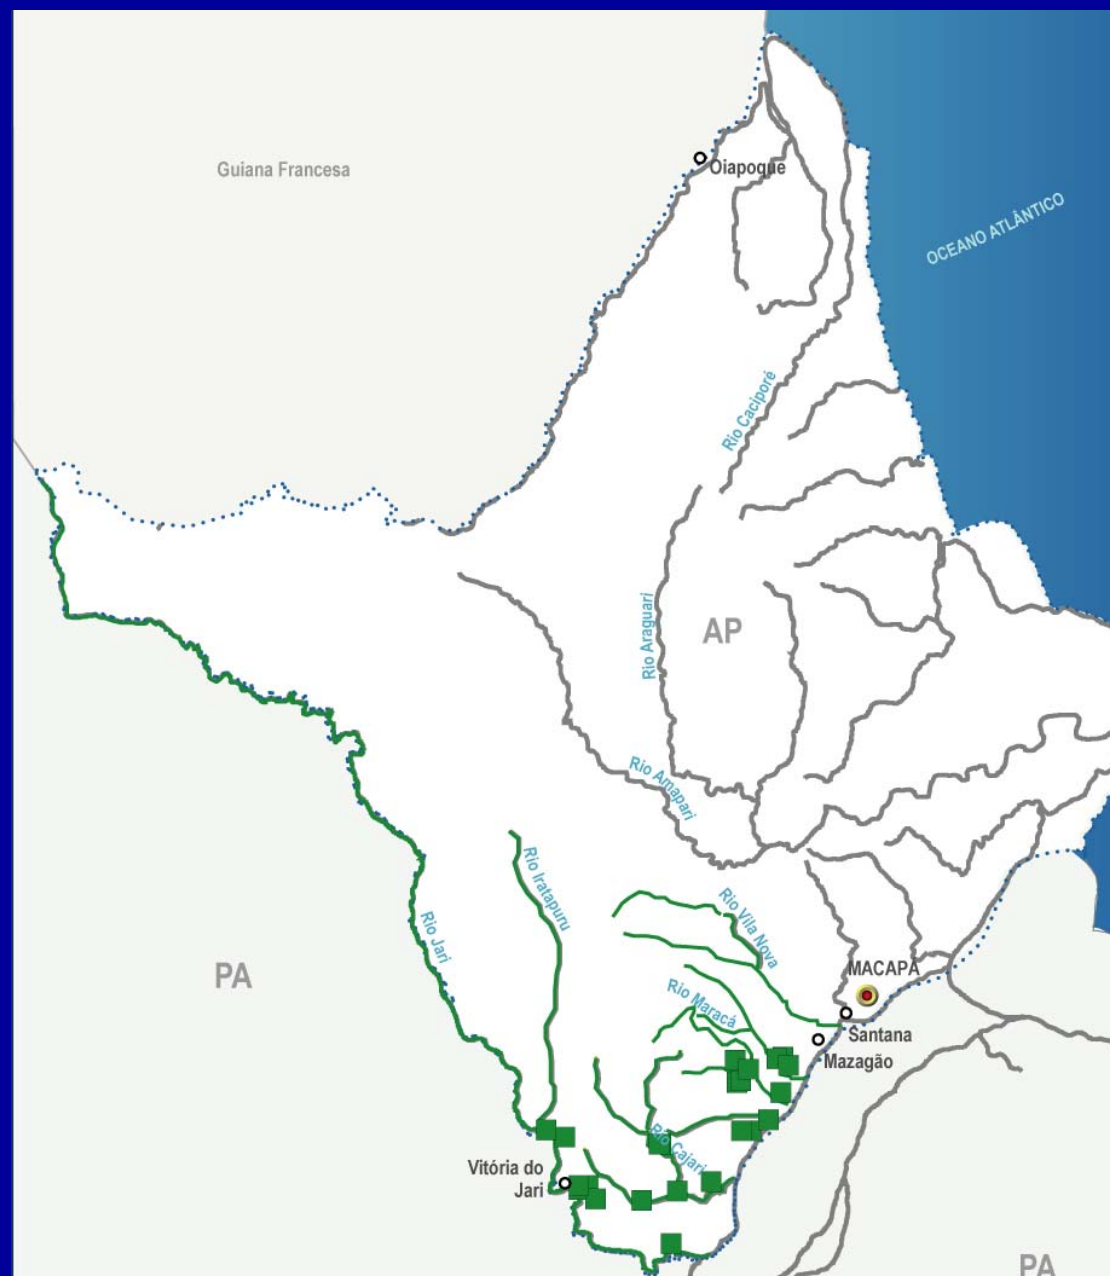 Guiana Francesa
Oiapoque
OCEANO ATLÂNTICO
Rio Caciporé
Rio Araguari
AP
Rio Amapari
Rio Iratapuru
Rio Jari
Rio Vila Nova
PA
MACAPÁ
Rio Maracá
Santana
Mazagão
Rio Cajari
Vitória do
Jari
PA